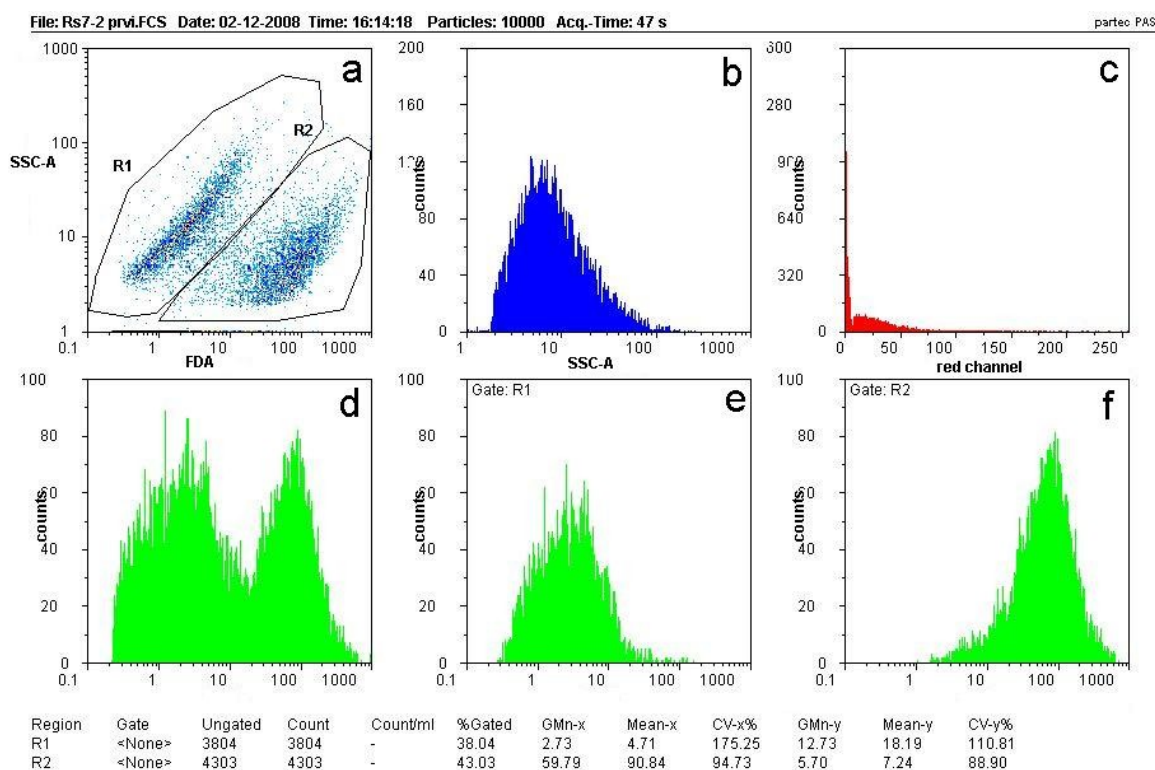 File: Rs7-2 prvi.FCS Date: 02-12-2008 Time: 16:14:18 Particles: 10000 Acq.-Time: 47 s
partec PAS
a
1000
100
SSC-A
10
1
R1
R2
0.1 1 10 100 1000
FDA
b
200
160
120
80
40
0
counts
1 10 100 1000
SSC-A
c
280
960
640
320
0
counts
0 50 100 150 200 250
red channel
d
100
80
60
40
20
0
counts
0.1 1 10 100 1000
Gate: R1
e
100
80
60
40
20
0
counts
0.1 1 10 100 1000
Gate: R2
f
100
80
60
40
20
0
counts
0.1 1 10 100 1000
Region Gate Ungated Count Count/ml %Gated GMn-x Mean-x CV-x% GMn-y Mean-y CV-y%
R1 <None> 3804 3804 - 38.04 2.73 4.71 175.25 12.73 18.19 110.81
R2 <None> 4303 4303 - 43.03 59.79 90.84 94.73 5.70 7.24 88.90